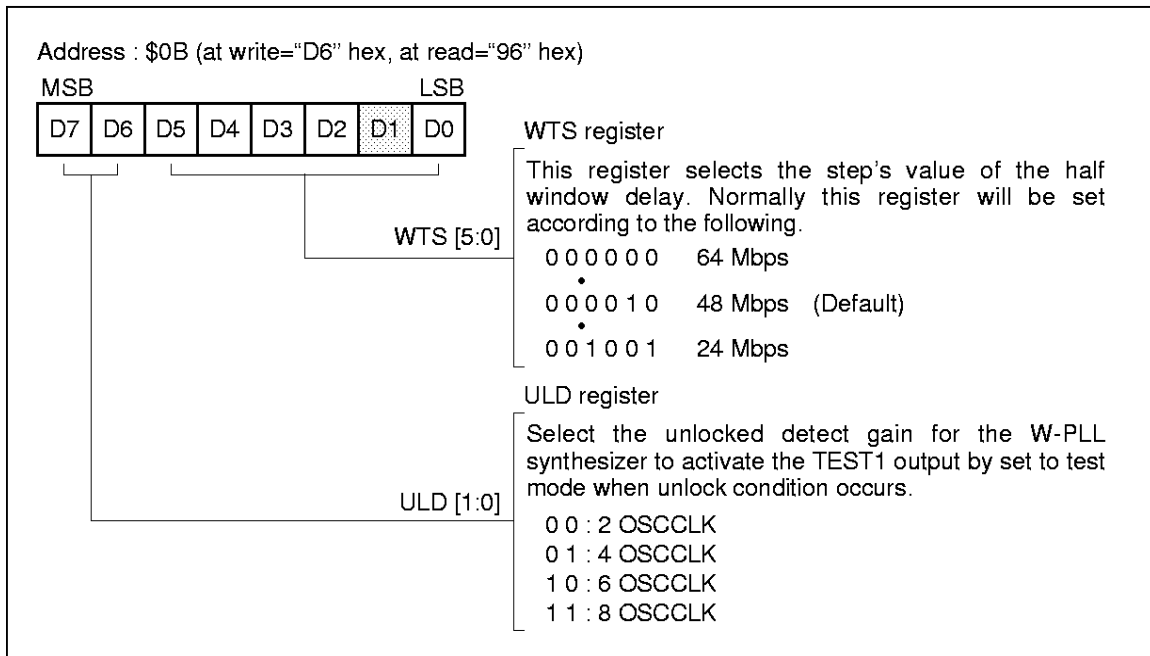 Address : $0B (at write=“D6” hex, at read=“96” hex)
MSB LSB
D7 D6 D5 D4 D3 D2 D1 D0
WTS register
This register selects the step's value of the half
window delay. Normally this register will be set
according to the following.
WTS [5:0]
0 0 0 0 0 0 64 Mbps
•
0 0 0 0 1 0 48 Mbps (Default)
•
0 0 1 0 0 1 24 Mbps
ULD register
Select the unlocked detect gain for the W-PLL
synthesizer to activate the TEST1 output by set to test
mode when unlock condition occurs.
ULD [1:0]
0 0 : 2 OSCCLK
0 1 : 4 OSCCLK
1 0 : 6 OSCCLK
1 1 : 8 OSCCLK